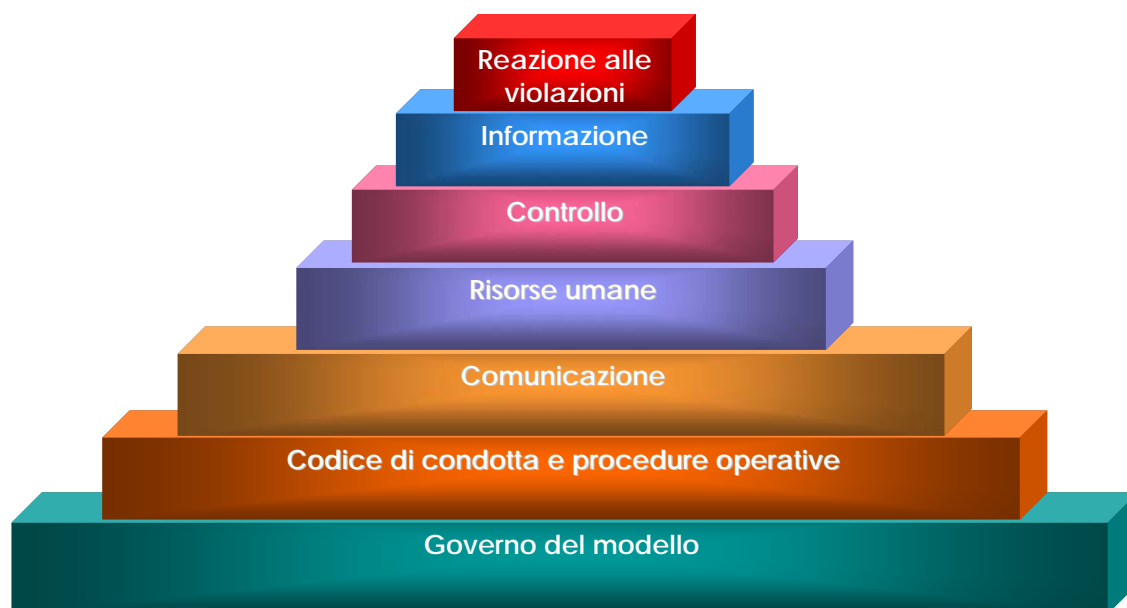 Reazione alle
violazioni
Informazione
Controllo
Risorse umane
Comunicazione
Codice di condotta e procedure operative
Governo del modello